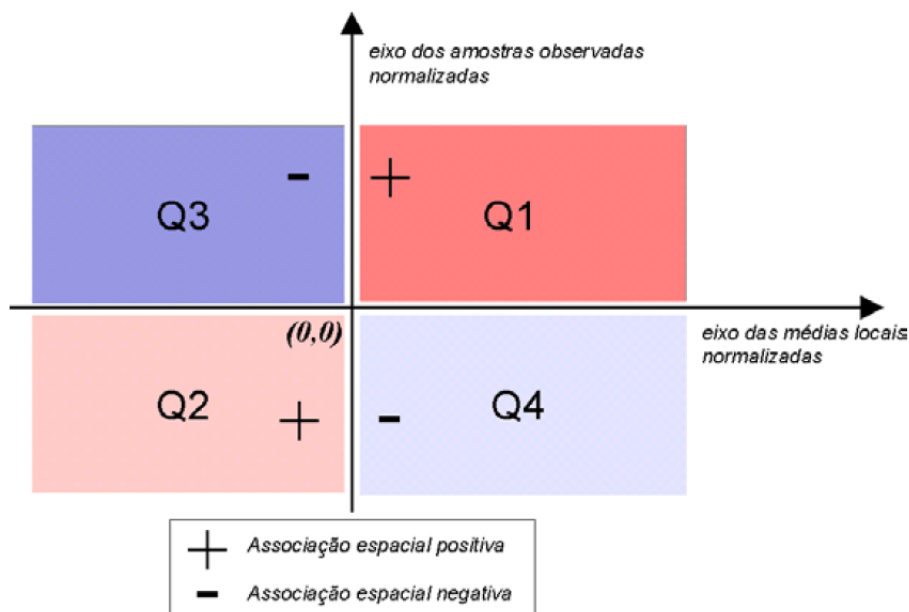 eixo dos amostras observadas
normalizadas
- +
Q3 Q1
(0,0)
eixo das médias locais
normalizadas
Q2 Q4
+ -
+ Associação espacial positiva
- Associação espacial negativa